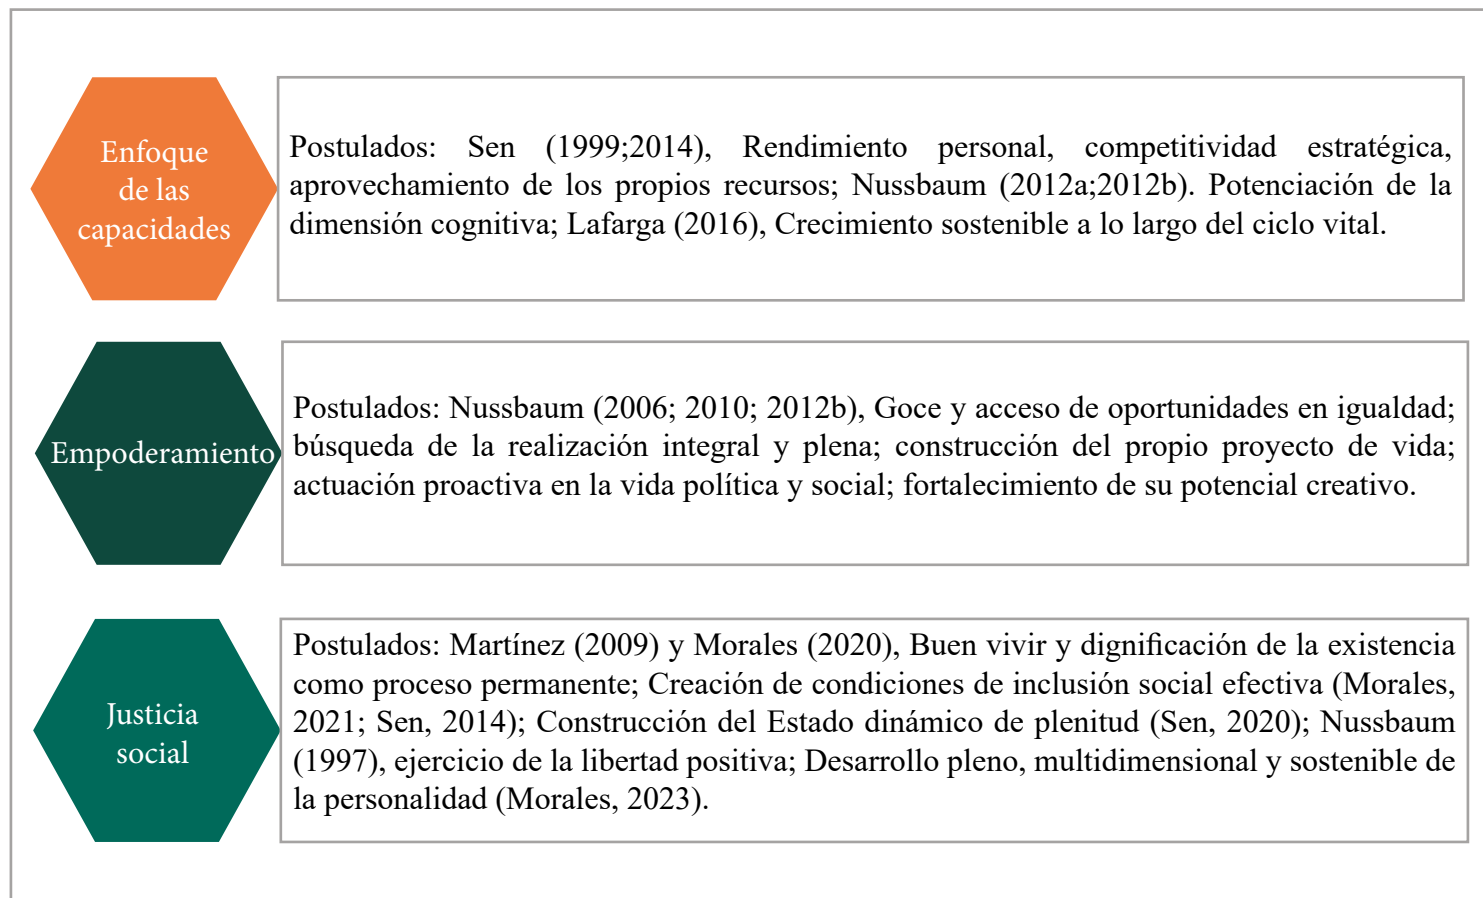 Enfoque
de las
capacidades
Postulados: Sen (1999;2014), Rendimiento personal, competitividad estratégica,
aprovechamiento de los propios recursos; Nussbaum (2012a;2012b). Potenciación de la
dimensión cognitiva; Lafarga (2016), Crecimiento sostenible a lo largo del ciclo vital.
Empoderamiento
Postulados: Nussbaum (2006; 2010; 2012b), Goce y acceso de oportunidades en igualdad;
búsqueda de la realización integral y plena; construcción del propio proyecto de vida;
actuación proactiva en la vida política y social; fortalecimiento de su potencial creativo.
Justicia
social
Postulados: Martínez (2009) y Morales (2020), Buen vivir y dignificación de la existencia
como proceso permanente; Creación de condiciones de inclusión social efectiva (Morales,
2021; Sen, 2014); Construcción del Estado dinámico de plenitud (Sen, 2020); Nussbaum
(1997), ejercicio de la libertad positiva; Desarrollo pleno, multidimensional y sostenible de
la personalidad (Morales, 2023).